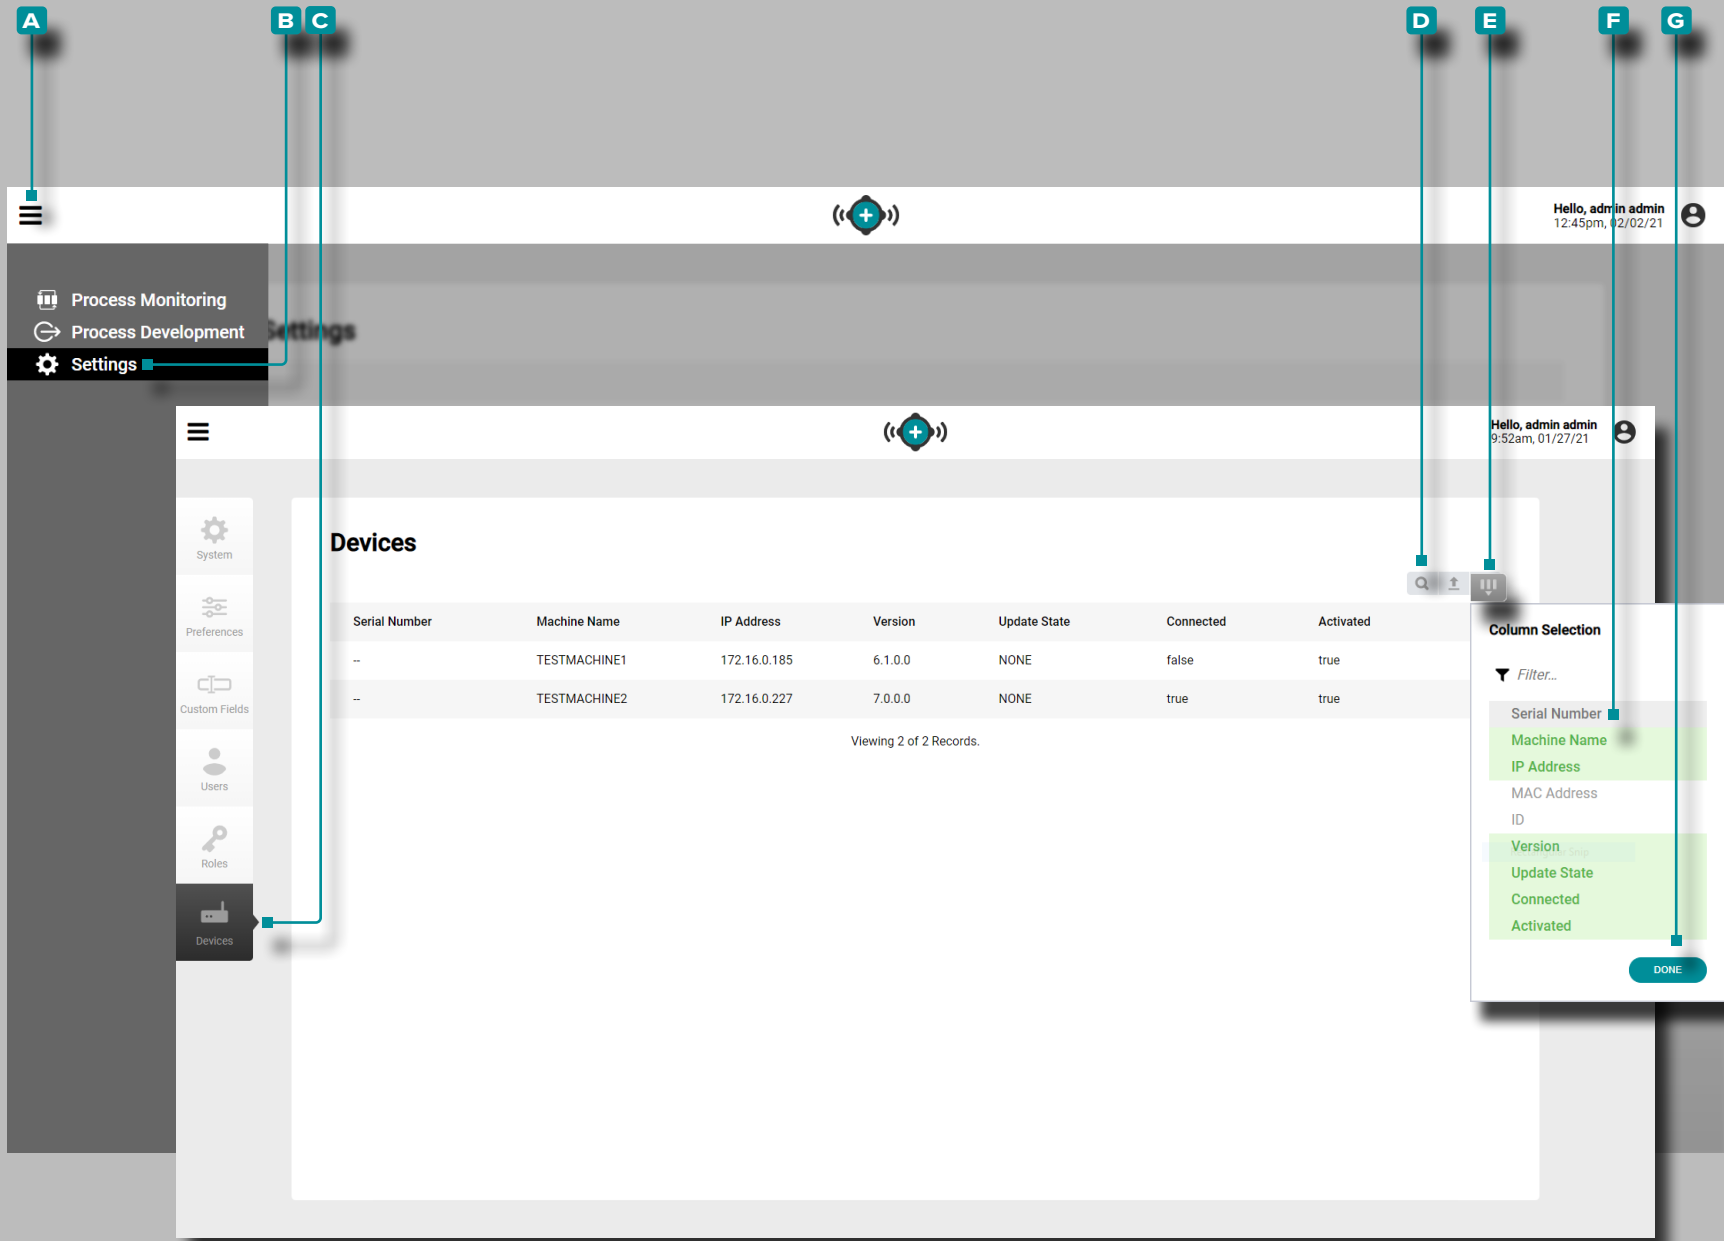 A B C D E F G
Hello, admin admin
12:45pm, 02/02/21
Process Monitoring
Process Development
Settings
Settings
Hello, admin admin
9:52am, 01/27/21
System
Preferences
Custom Fields
Users
Roles
Devices
Devices
Serial Number Machine Name IP Address Version Update State Connected Activated
-- TESTMACHINE1 172.16.0.185 6.1.0.0 NONE false true
-- TESTMACHINE2 172.16.0.227 7.0.0.0 NONE true true
Viewing 2 of 2 Records.
Column Selection
Filter...
Serial Number
Machine Name
IP Address
MAC Address
ID
Version
Update State
Connected
Activated
DONE